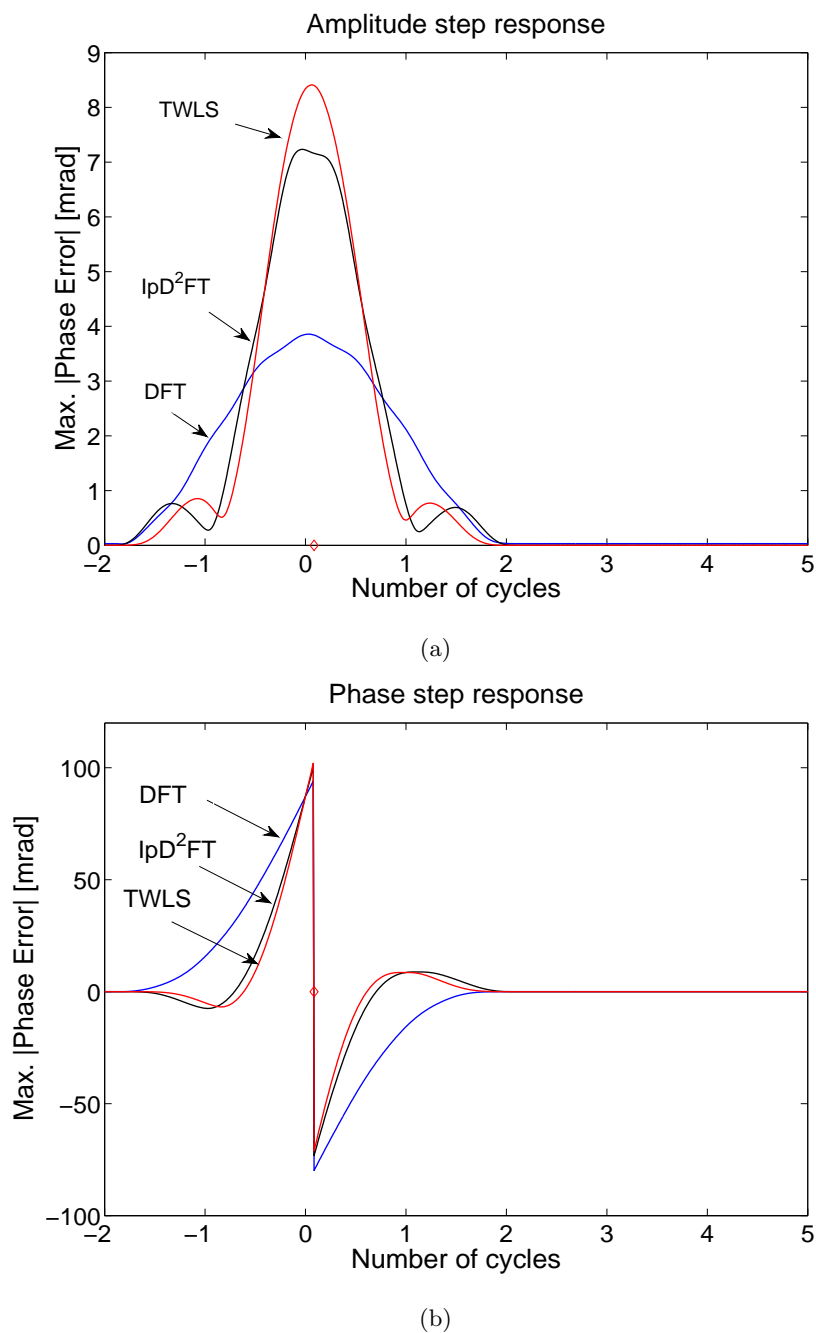 Amplitude step response
9
8
7
6
5
4
3
2
1
0
Max. |Phase Error| [mrad]
TWLS
IpD²FT
DFT
−2 −1 0 1 2 3 4 5
Number of cycles
(a)
Phase step response
100
50
0
−50
−100
Max. |Phase Error| [mrad]
DFT
IpD²FT
TWLS
−2 −1 0 1 2 3 4 5
Number of cycles
(b)